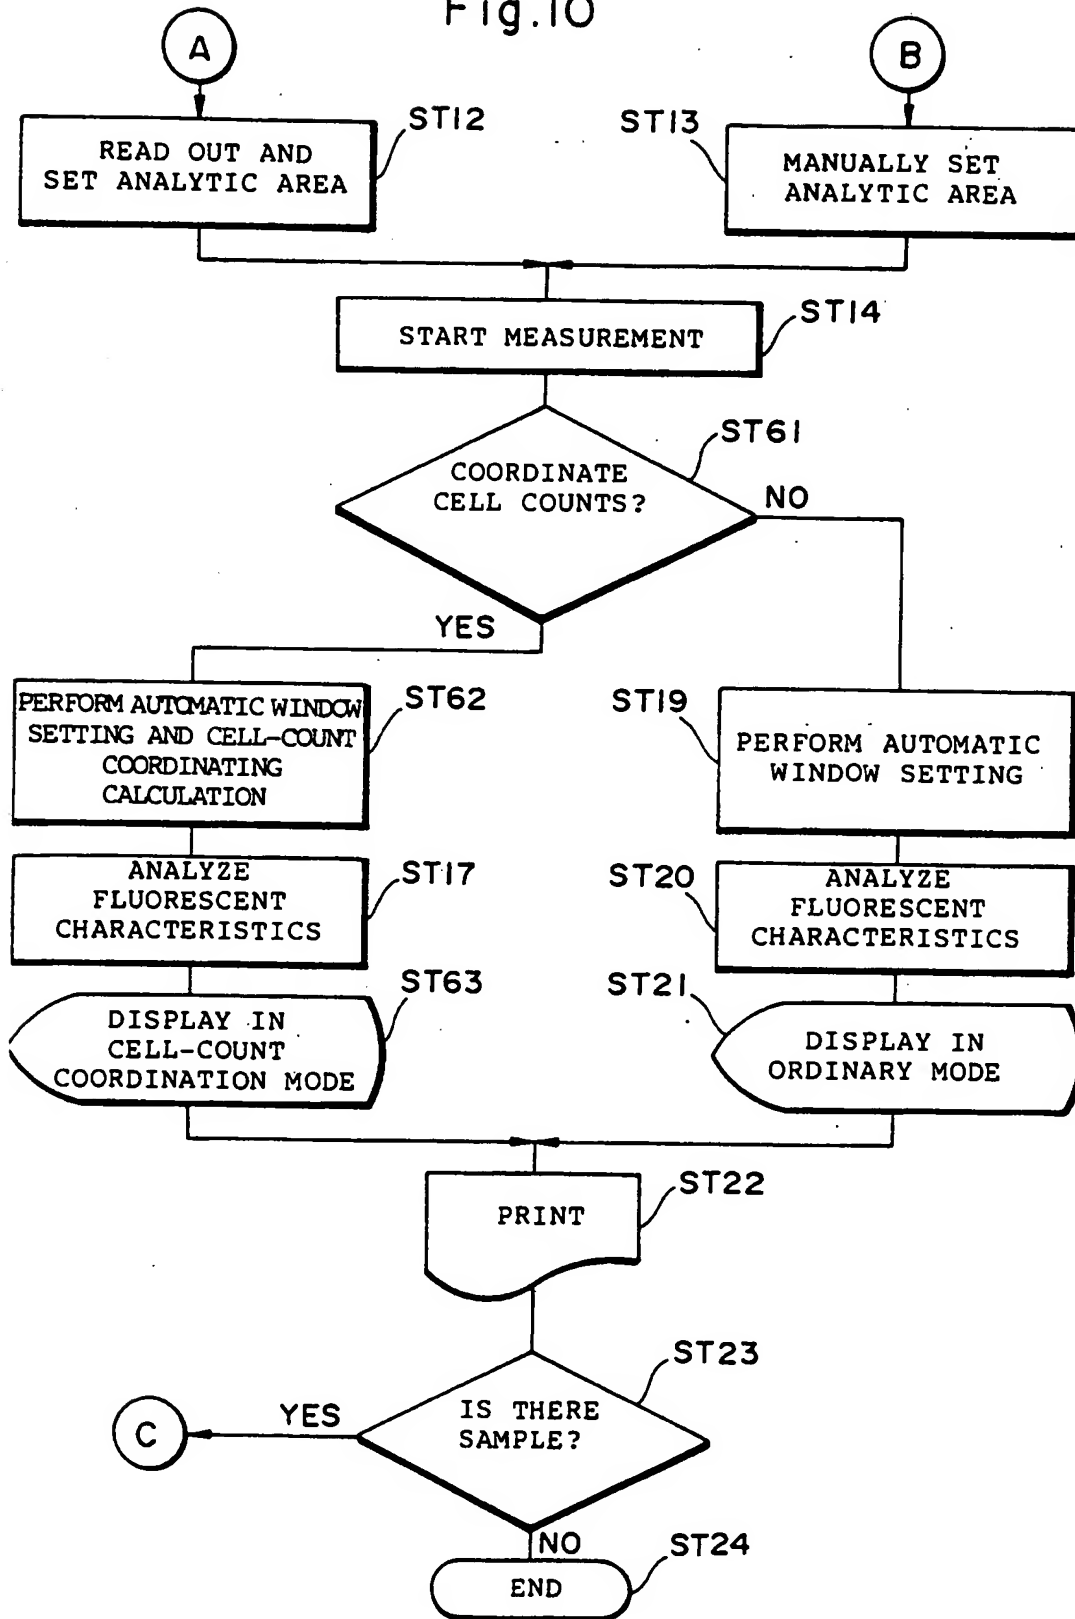 Fig.10
A
B
ST12
ST13
READ OUT AND
SET ANALYTIC AREA
MANUALLY SET
ANALYTIC AREA
ST14
START MEASUREMENT
ST61
COORDINATE
CELL COUNTS?
NO
YES
ST62
ST19
PERFORM AUTOMATIC WINDOW
SETTING AND CELL-COUNT
COORDINATING
CALCULATION
PERFORM AUTOMATIC
WINDOW SETTING
ST17
ST20
ANALYZE
FLUORESCENT
CHARACTERISTICS
ANALYZE
FLUORESCENT
CHARACTERISTICS
ST63
ST21
DISPLAY IN
CELL-COUNT
COORDINATION MODE
DISPLAY IN
ORDINARY MODE
ST22
PRINT
ST23
IS THERE
SAMPLE?
YES
C
NO
ST24
END